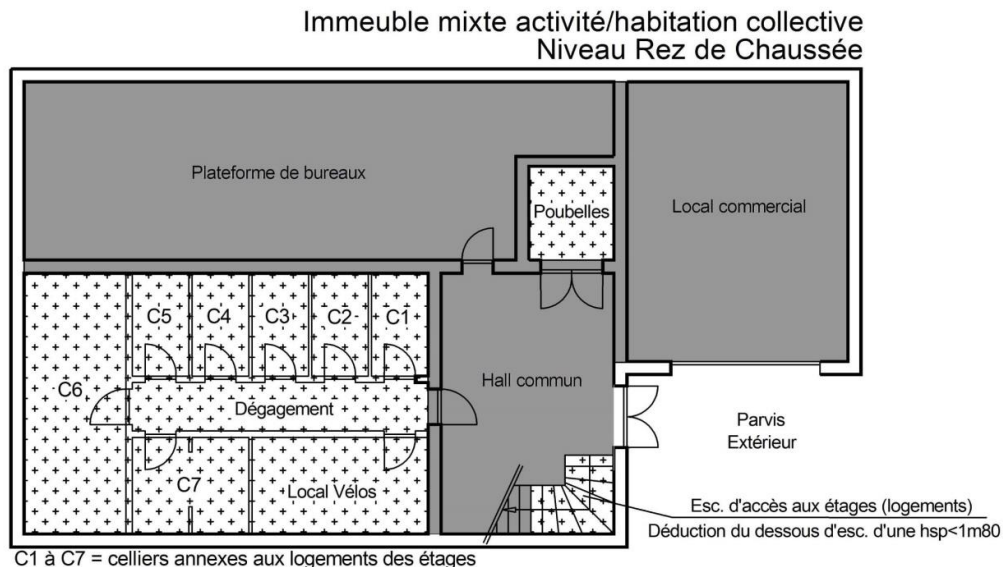 Immeuble mixte activité/habitation collective
Niveau Rez de Chaussée
Plateforme de bureaux
Poubelles
Local commercial
C5
C4
C3
C2
C1
C6
Hall commun
Dégagement
Parvis
Extérieur
C7
Local Vélos
Esc. d'accès aux étages (logements)
Déduction du dessous d'esc. d'une hsp<1m80
C1 à C7 = celliers annexes aux logements des étages